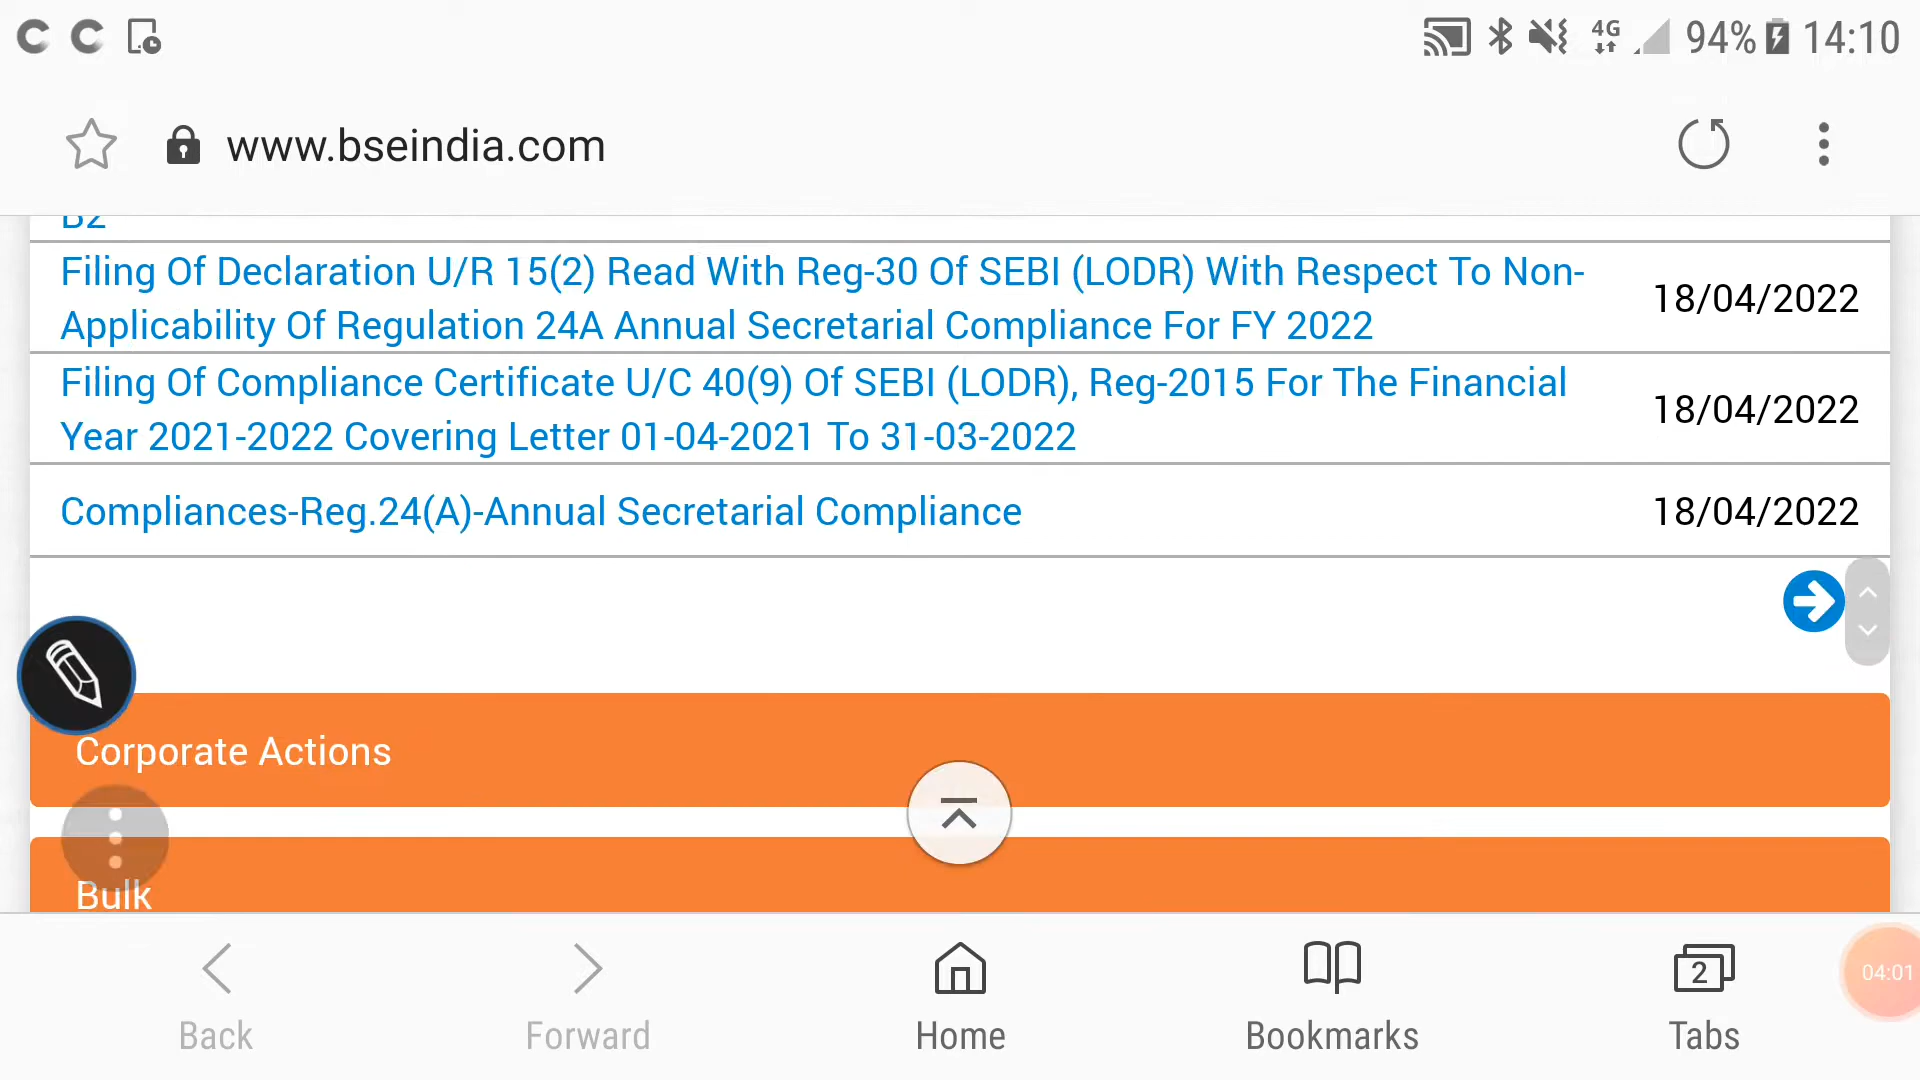 4G 94% 14:10
www.bseindia.com
B2
Filing Of Declaration U/R 15(2) Read With Reg-30 Of SEBI (LODR) With Respect To Non-
Applicability Of Regulation 24A Annual Secretarial Compliance For FY 2022
18/04/2022
Filing Of Compliance Certificate U/C 40(9) Of SEBI (LODR), Reg-2015 For The Financial
Year 2021-2022 Covering Letter 01-04-2021 To 31-03-2022
18/04/2022
Compliances-Reg.24(A)-Annual Secretarial Compliance
18/04/2022
Corporate Actions
Bulk
2
04:01
Back Forward Home Bookmarks Tabs